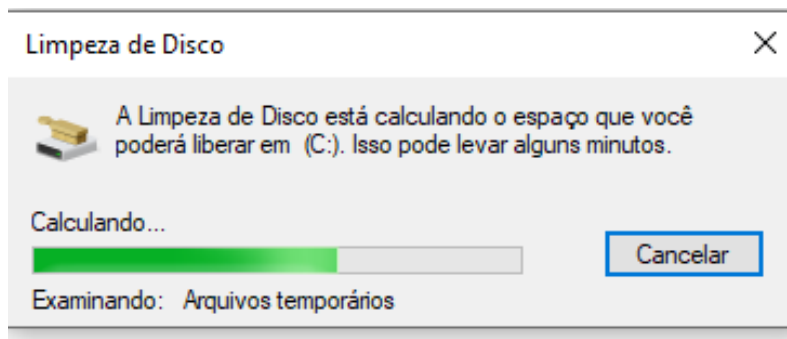 Limpeza de Disco
A Limpeza de Disco está calculando o espaço que você
poderá liberar em (C:). Isso pode levar alguns minutos.
Calculando...
Cancelar
Examinando: Arquivos temporários